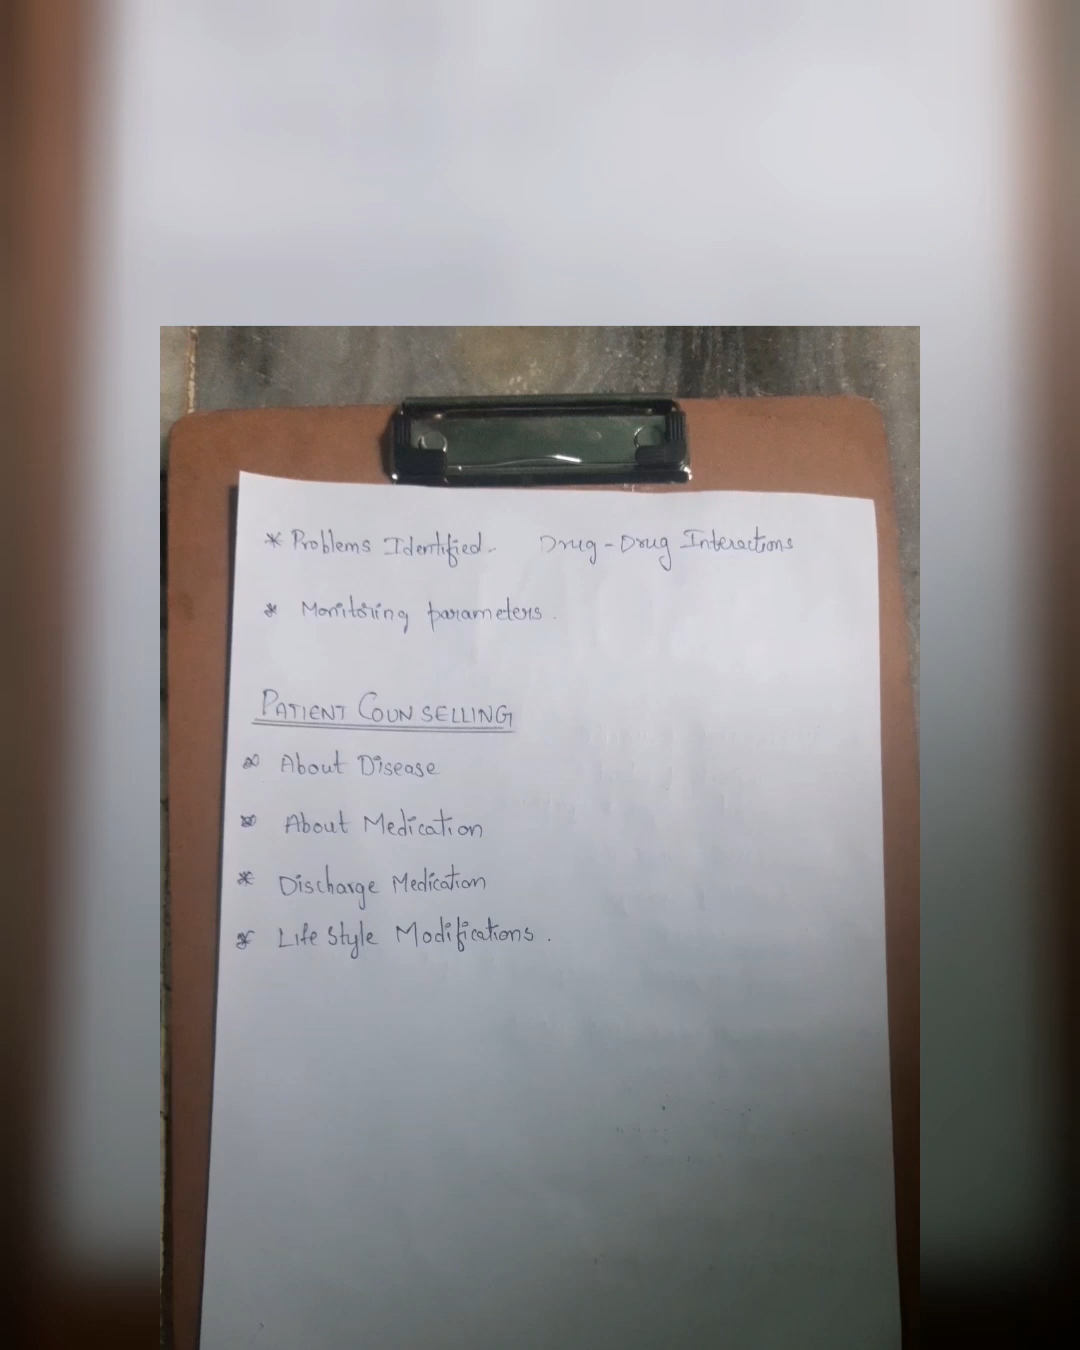 * Problems Identified- Drug-Drug Interactions
* Monitoring parameters.
PATIENT COUNSELLING
* About Disease
* About Medication
* Discharge Medication
* Life Style Modifications.